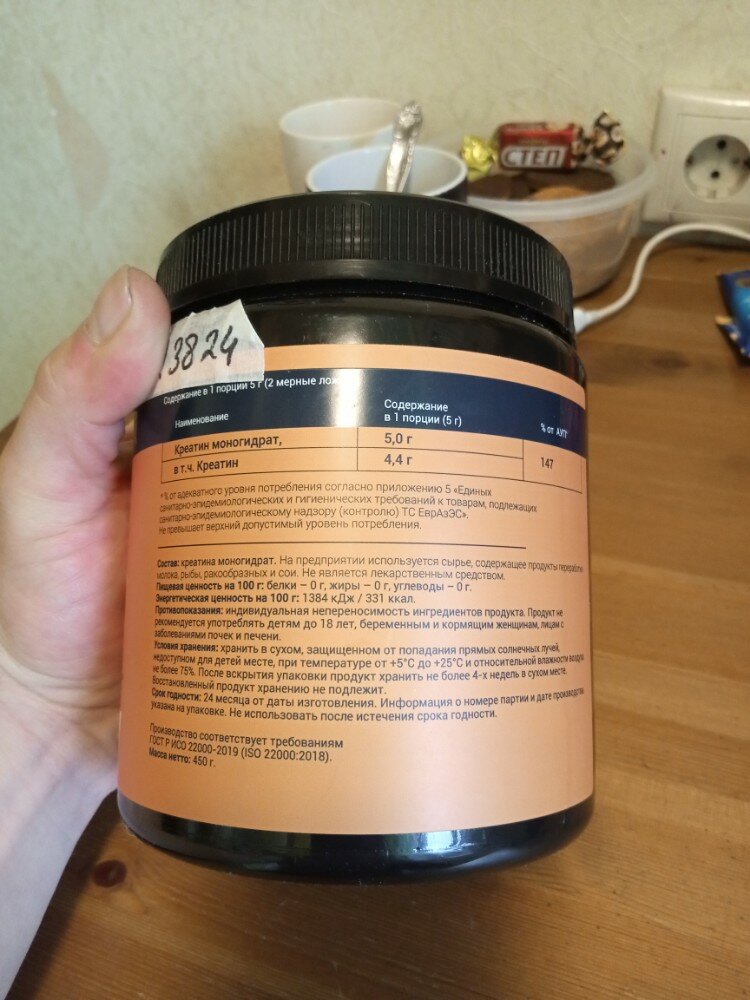 СТЕП
3824
Содержание в 1 порции 5 г (2 мерные лож
Наименование
Содержание
в 1 порции (5 г)
% от АУП*
Креатин моногидрат,
5,0 г
в т.ч. Креатин
4,4 г
147
* % от адекватного уровня потребления согласно приложению 5 «Единых
санитарно-эпидемиологических и гигиенических требований к товарам, подлежащих
санитарно-эпидемиологическому надзору (контролю) ТС ЕврАзЭС».
Не превышает верхний допустимый уровень потребления.
Состав: креатина моногидрат. На предприятии используется сырье, содержащее продукты переработки
молока, рыбы, ракообразных и сои. Не является лекарственным средством.
Пищевая ценность на 100 г: белки – 0 г, жиры – 0 г, углеводы – 0 г.
Энергетическая ценность на 100 г: 1384 кДж / 331 ккал.
Противопоказания: индивидуальная непереносимость ингредиентов продукта. Продукт не
рекомендуется употреблять детям до 18 лет, беременным и кормящим женщинам, лицам с
заболеваниями почек и печени.
Условия хранения: хранить в сухом, защищенном от попадания прямых солнечных лучей,
недоступном для детей месте, при температуре от +5°С до +25°С и относительной влажности воздуха
не более 75%. После вскрытия упаковки продукт хранить не более 4-х недель в сухом месте.
Восстановленный продукт хранению не подлежит.
Срок годности: 24 месяца от даты изготовления. Информация о номере партии и дате производства
указана на упаковке. Не использовать после истечения срока годности.
Производство соответствует требованиям
ГОСТ Р ИСО 22000-2019 (ISO 22000:2018).
Масса нетто: 450 г.